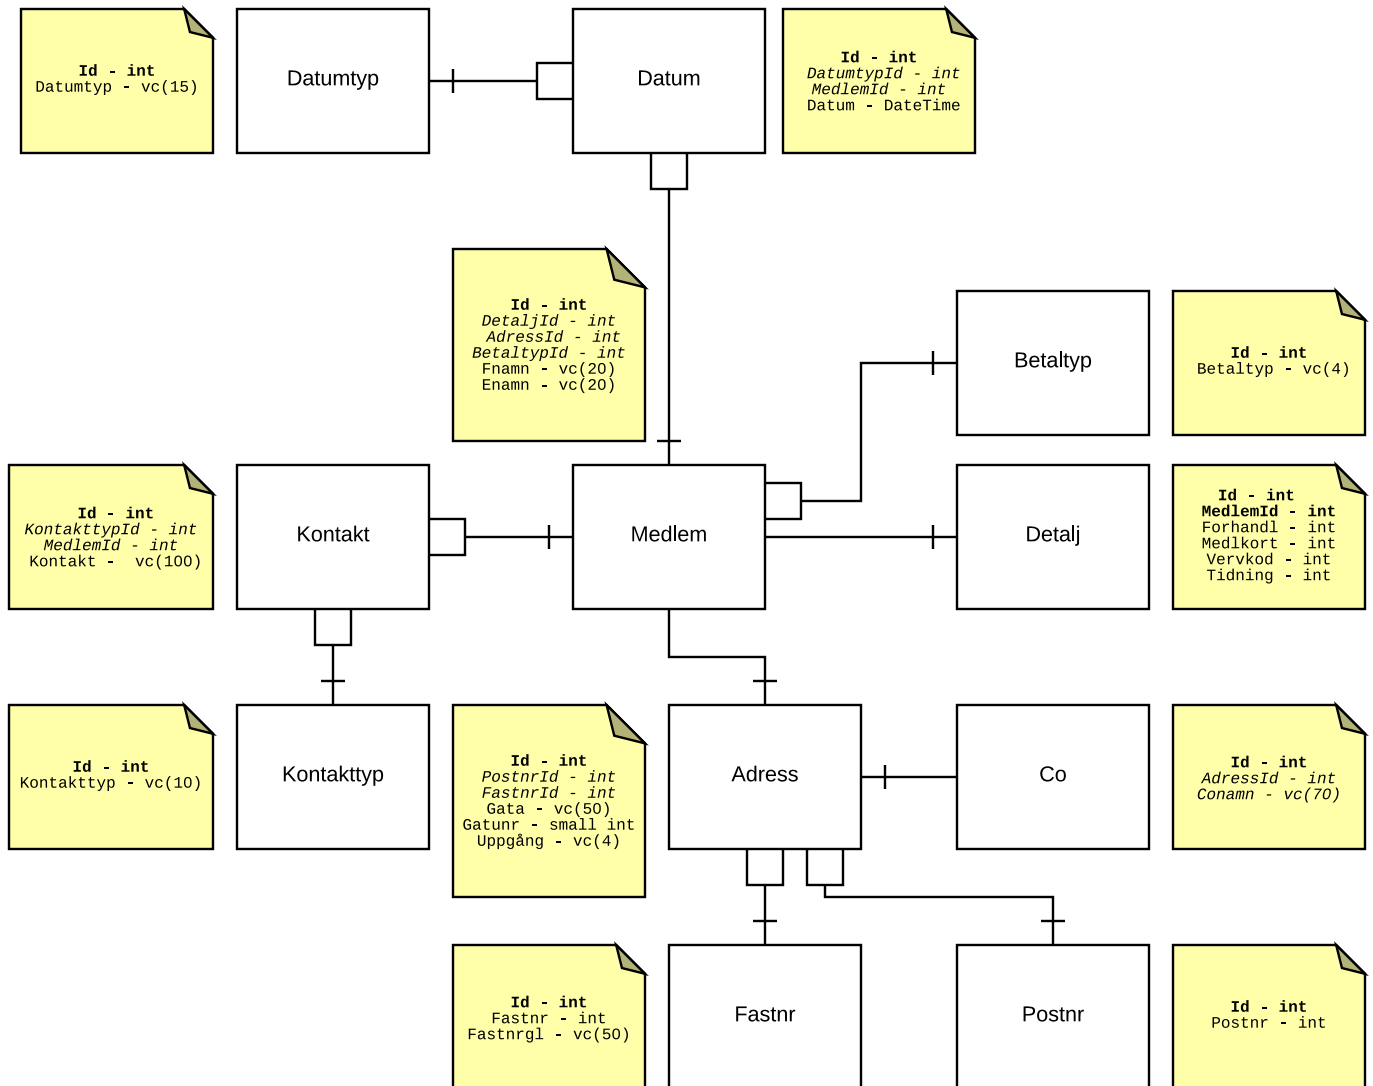 Id - int
Datumtyp - vc(15)
Datumtyp
Datum
Id - int
DatumtypId - int
MedlemId - int
Datum - DateTime
Id - int
DetaljId - int
AdressId - int
BetaltypId - int
Fnamn - vc(20)
Enamn - vc(20)
Betaltyp
Id - int
Betaltyp - vc(4)
Id - int
KontakttypId - int
MedlemId - int
Kontakt - vc(100)
Kontakt
Medlem
Detalj
Id - int
MedlemId - int
Forhandl - int
Medlkort - int
Vervkod - int
Tidning - int
Id - int
Kontakttyp - vc(10)
Kontakttyp
Id - int
PostnrId - int
FastnrId - int
Gata - vc(50)
Gatunr - small int
Uppgång - vc(4)
Adress
Co
Id - int
AdressId - int
Conamn - vc(70)
Id - int
Fastnr - int
Fastnrgl - vc(50)
Fastnr
Postnr
Id - int
Postnr - int